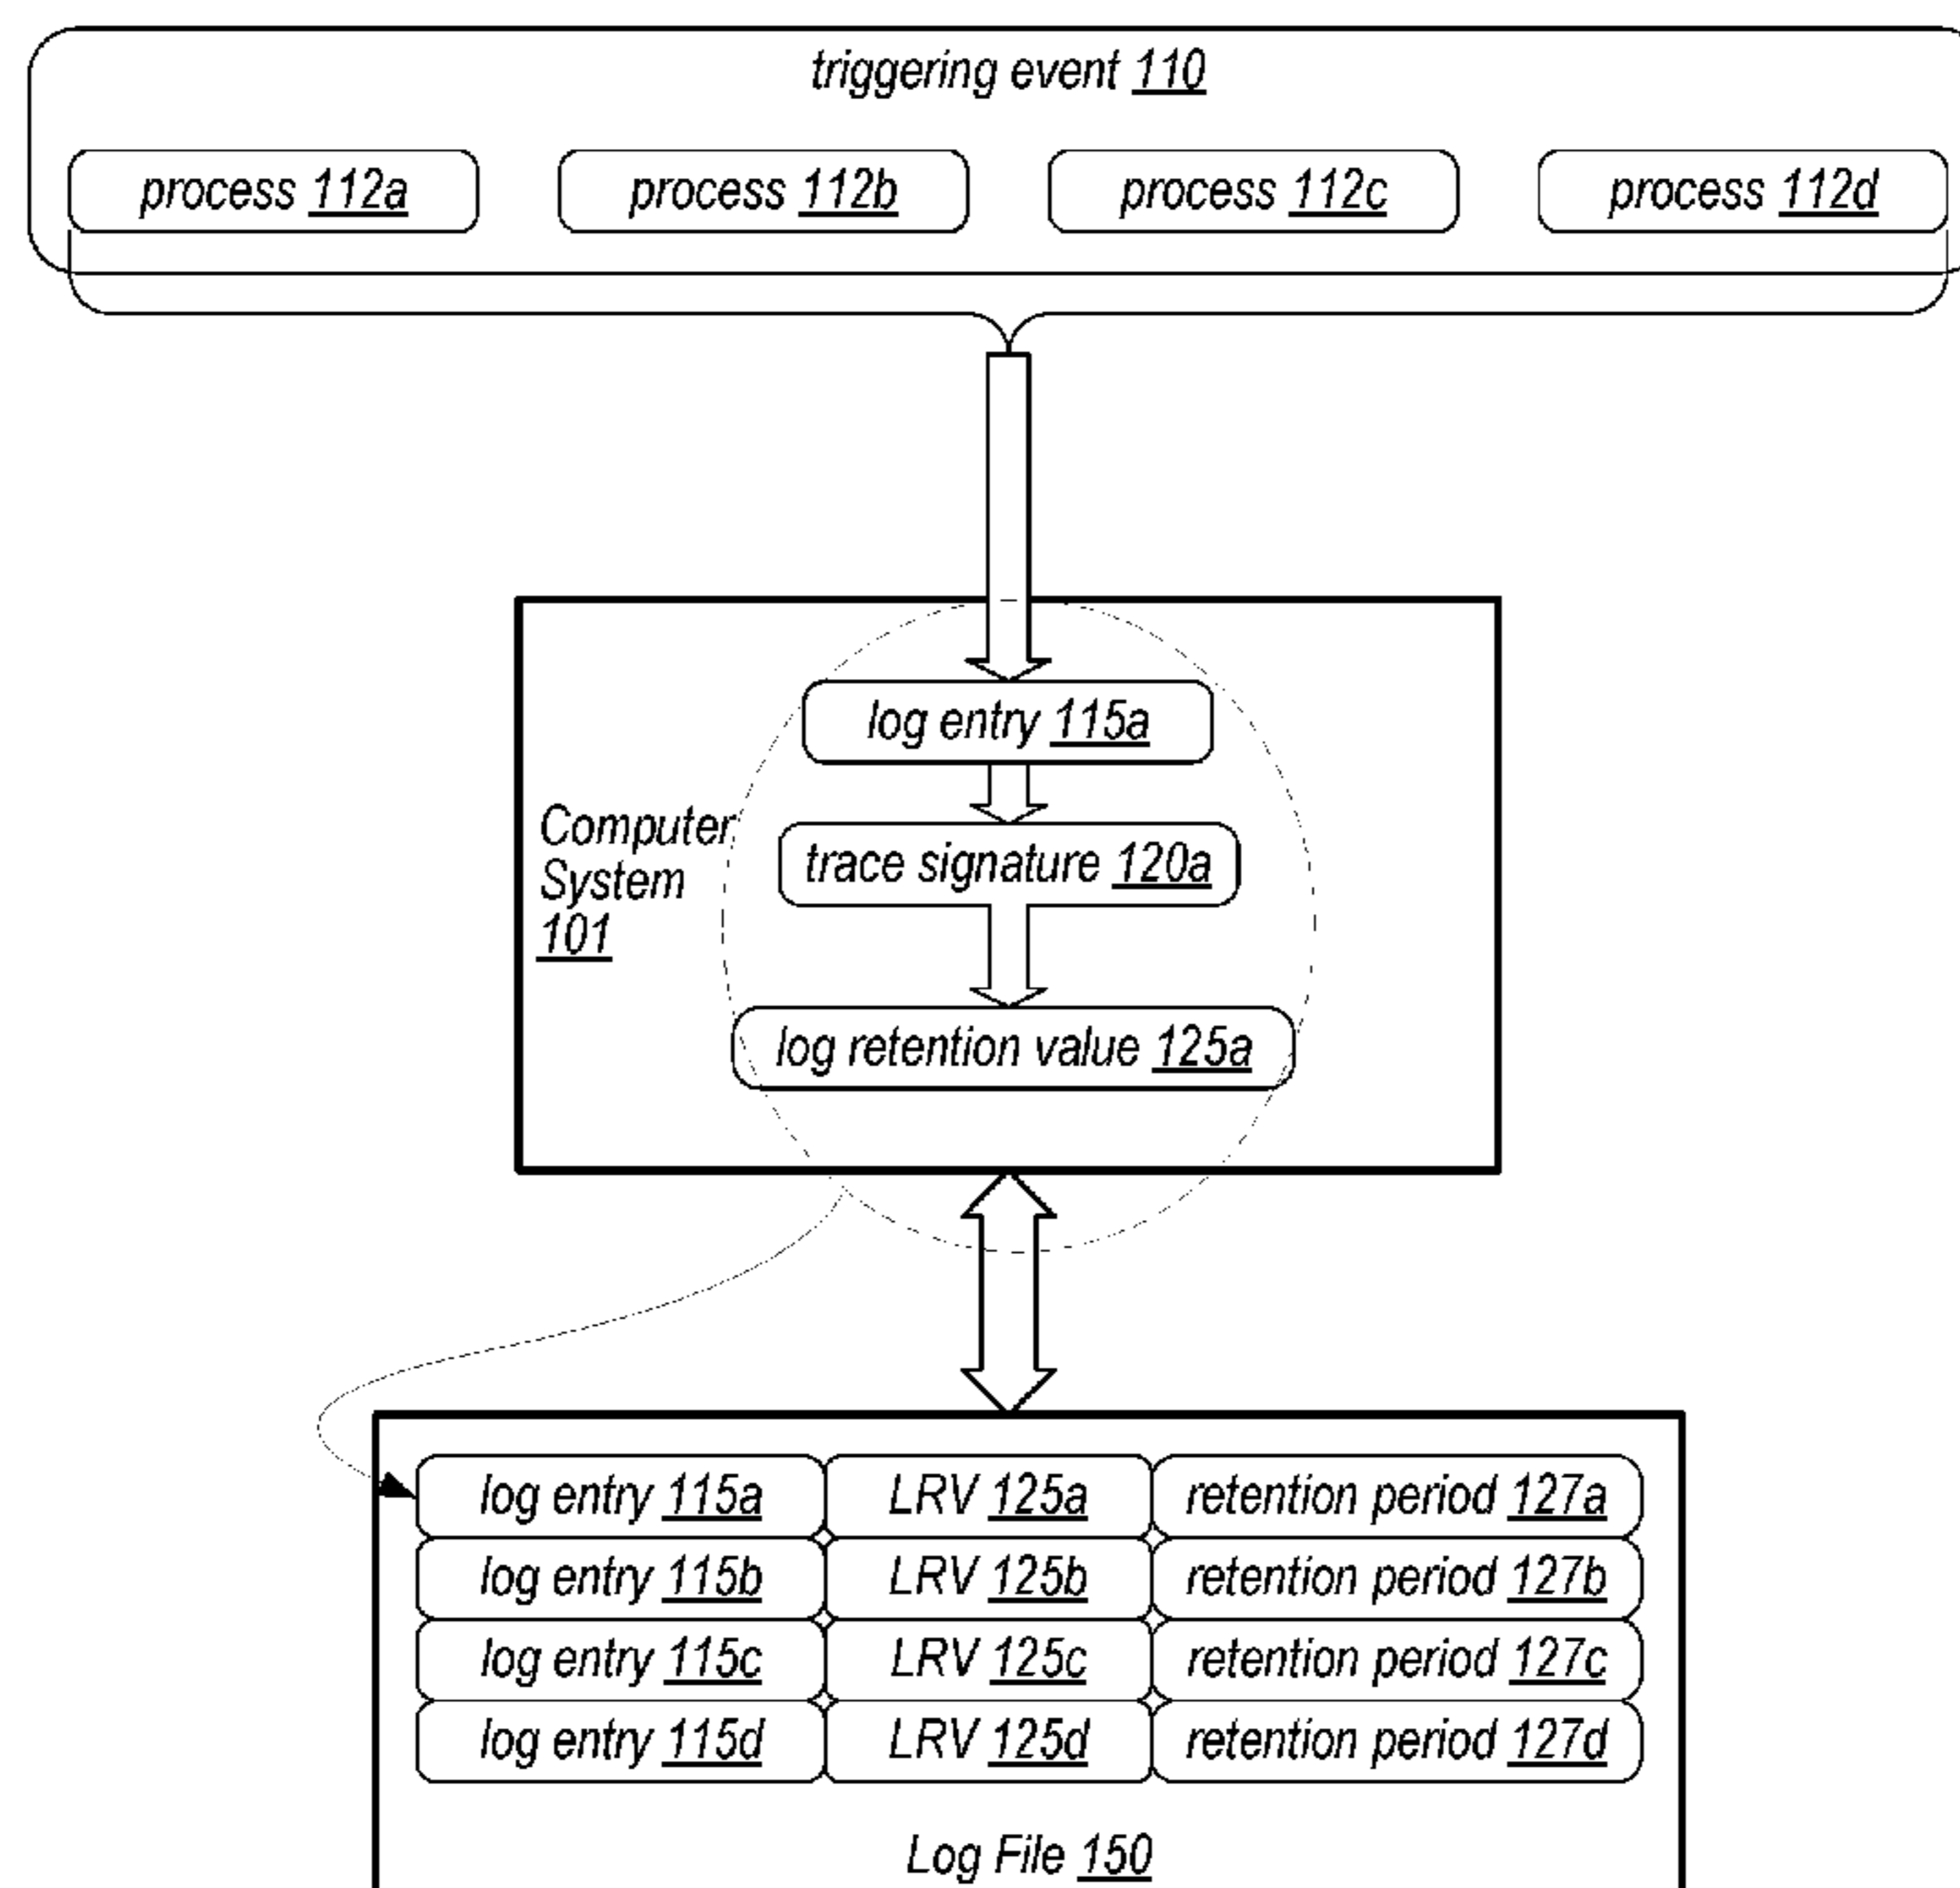 triggering event 110
process 112a
process 112b
process 112c
process 112d
log entry 115a
Computer
System
101
trace signature 120a
log retention value 125a
log entry 115a
LRV 125a
retention period 127a
log entry 115b
LRV 125b
retention period 127b
log entry 115c
LRV 125c
retention period 127c
log entry 115d
LRV 125d
retention period 127d
Log File 150